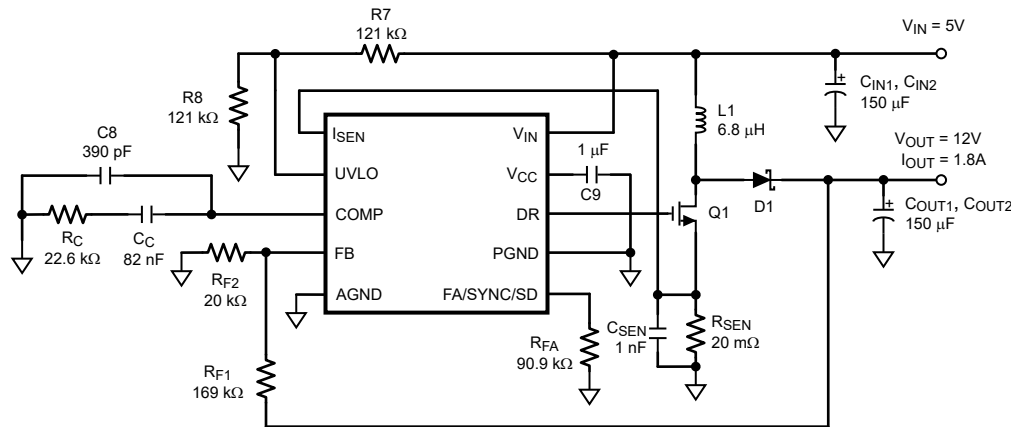 R7
121 kΩ
R8
121 kΩ
C8
390 pF
RC
22.6 kΩ
CC
82 nF
RF2
20 kΩ
RF1
169 kΩ
ISEN
UVLO
COMP
FB
AGND
VIN
VCC
DR
PGND
FA/SYNC/SD
1 μF
C9
RFA
90.9 kΩ
CSEN
1 nF
RSEN
20 mΩ
L1
6.8 μH
Q1
D1
VIN = 5V
CIN1, CIN2
150 μF
VOUT = 12V
IOUT = 1.8A
COUT1, COUT2
150 μF
+
+